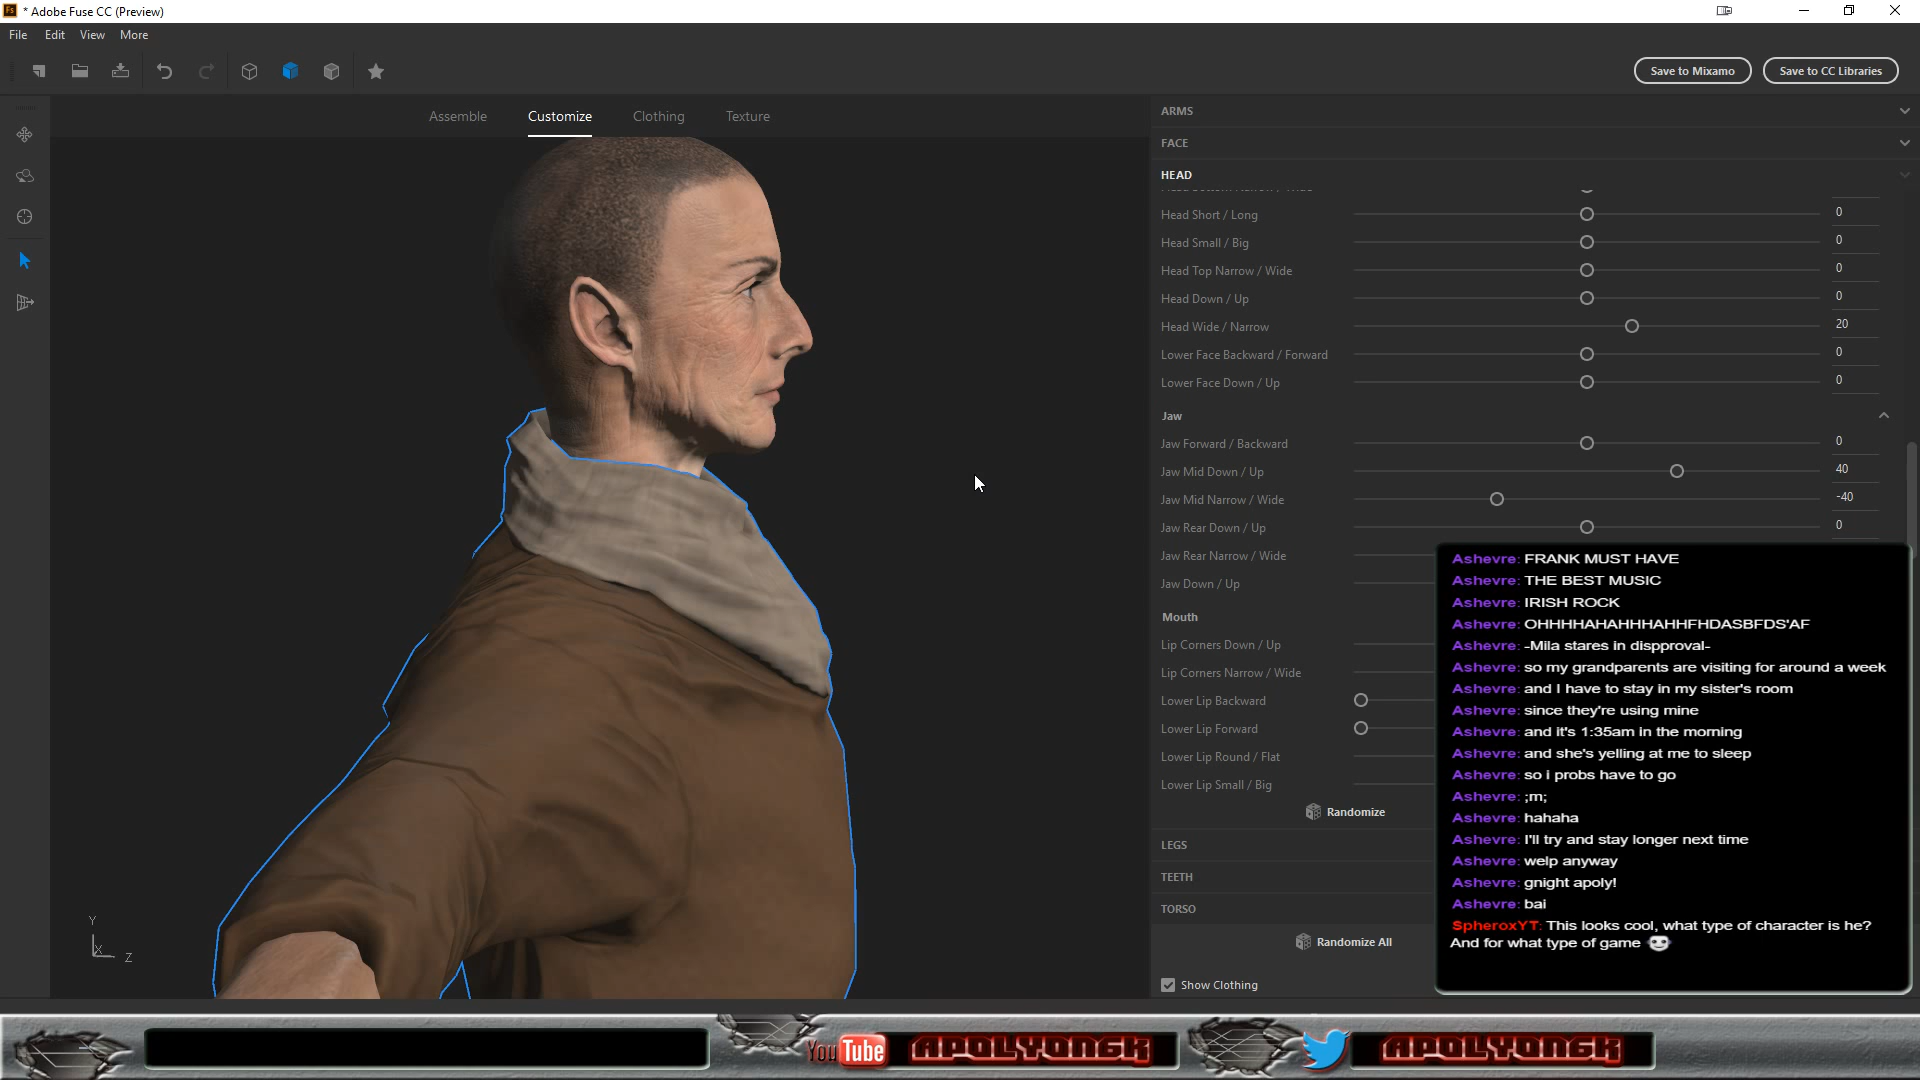 * Adobe Fuse CC (Preview)
File Edit View More
Save to Mixamo Save to CC Libraries
Assemble Customize Clothing Texture
ARMS
FACE
HEAD
Head Short / Long 0
Head Small / Big 0
Head Top Narrow / Wide 0
Head Down / Up 0
Head Wide / Narrow 20
Lower Face Backward / Forward 0
Lower Face Down / Up 0
Jaw
Jaw Forward / Backward 0
Jaw Mid Down / Up 40
Jaw Mid Narrow / Wide -40
Jaw Rear Down / Up 0
Jaw Rear Narrow / Wide
Jaw Down / Up
Mouth
Lip Corners Down / Up
Lip Corners Narrow / Wide
Lower Lip Backward
Lower Lip Forward
Lower Lip Round / Flat
Lower Lip Small / Big
Randomize
LEGS
TEETH
TORSO
Randomize All
Show Clothing
Ashevre: FRANK MUST HAVE
Ashevre: THE BEST MUSIC
Ashevre: IRISH ROCK
Ashevre: OHHHHAHAHHHAHHFHDASBFDS'AF
Ashevre: -Mila stares in dispproval-
Ashevre: so my grandparents are visiting for around a week
Ashevre: and I have to stay in my sister's room
Ashevre: since they're using mine
Ashevre: and it's 1:35am in the morning
Ashevre: and she's yelling at me to sleep
Ashevre: so i probs have to go
Ashevre: ;m;
Ashevre: hahaha
Ashevre: I'll try and stay longer next time
Ashevre: welp anyway
Ashevre: gnight apoly!
Ashevre: bai
SpheroxYT: This looks cool, what type of character is he?
And for what type of game
Y
X
Z
YouTube APOLYON6K APOLYON6K